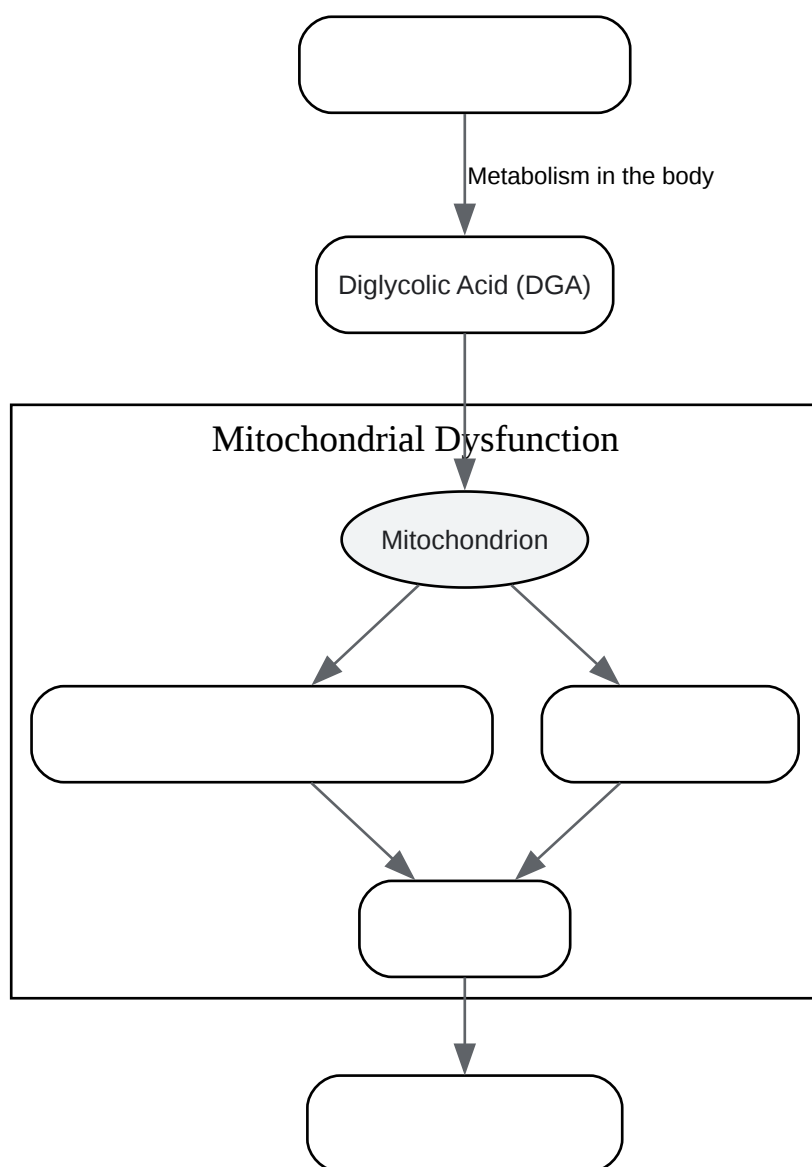 Metabolism in the body
Diglycolic Acid (DGA)
Mitochondrial Dysfunction
Mitochondrion